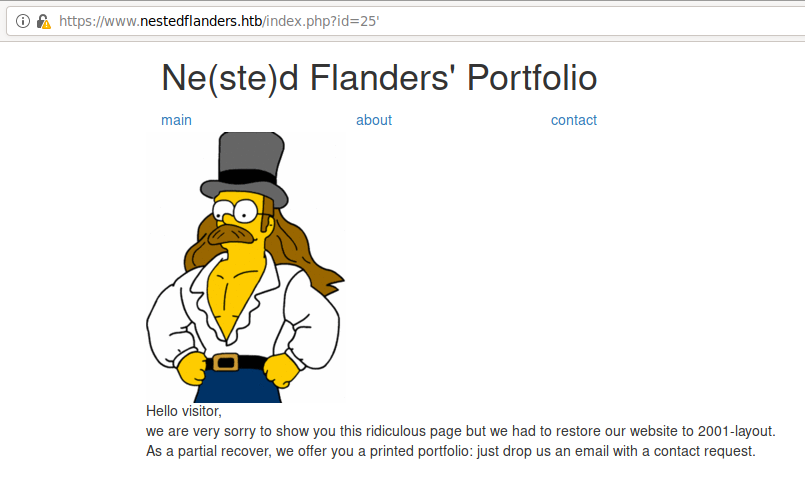 https://www.nestedflanders.htb/index.php?id=25'
Ne(ste)d Flanders' Portfolio
main about contact
Hello visitor,
we are very sorry to show you this ridiculous page but we had to restore our website to 2001-layout.
As a partial recover, we offer you a printed portfolio: just drop us an email with a contact request.